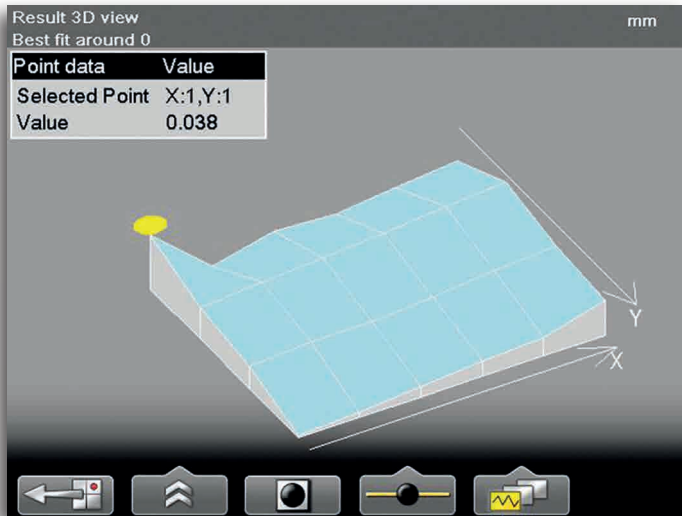 Result 3D view
mm
Best fit around 0
Point data Value
Selected Point X:1,Y:1
Value 0.038
Y
X